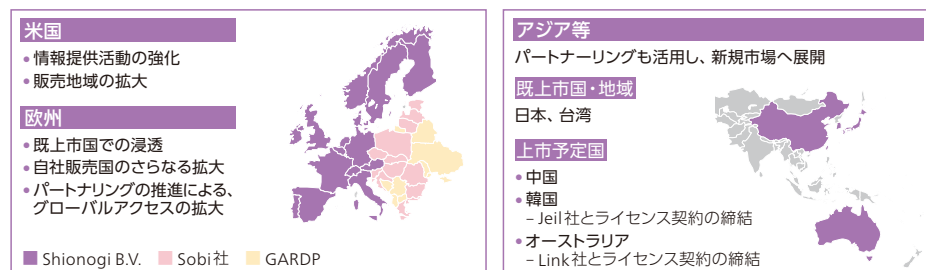 米国
•情報提供活動の強化
•販売地域の拡大
欧州
•既上市国での浸透
•自社販売国のさらなる拡大
•パートナリングの推進による、
グローバルアクセスの拡大
Shionogi B.V.
Sobi社
GARDP
アジア等
パートナーリングも活用し、新規市場へ展開
既上市国・地域
日本、台湾
上市予定国
•中国
•韓国
–Jeil社とライセンス契約の締結
•オーストラリア
–Link社とライセンス契約の締結